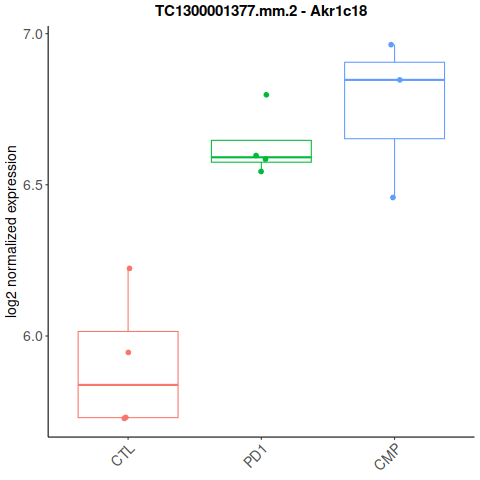 TC1300001377.mm.2 - Akr1c18
log2 normalized expression
7.0
6.5
6.0
CTL
PD1
CMP